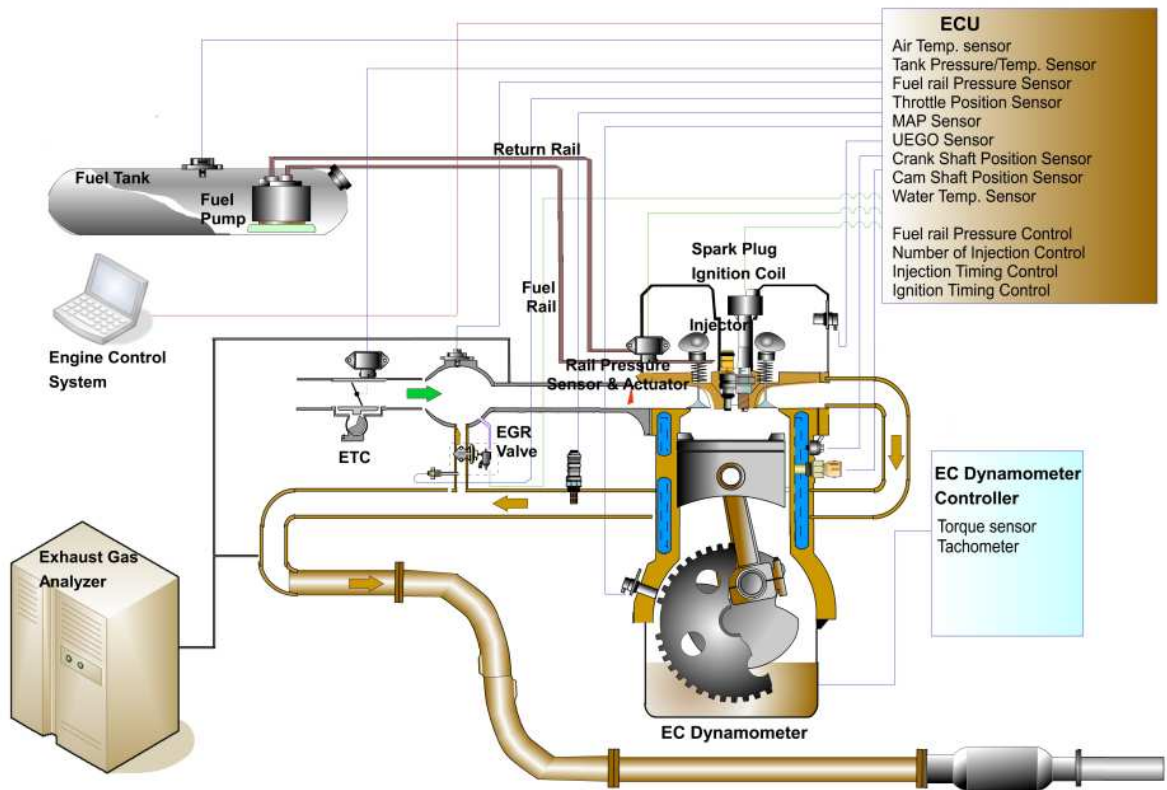 ECU
Air Temp. sensor
Tank Pressure/Temp. Sensor
Fuel rail Pressure Sensor
Throttle Position Sensor
MAP Sensor
UEGO Sensor
Crank Shaft Position Sensor
Cam Shaft Position Sensor
Water Temp. Sensor
Fuel rail Pressure Control
Number of Injection Control
Injection Timing Control
Ignition Timing Control
Return Rail
Fuel Tank
Fuel
Pump
Spark Plug
Ignition Coil
Fuel
Rail
Injector
Engine Control
System
Rail Pressure
Sensor & Actuator
ETC
EGR
Valve
EC Dynamometer
Controller
Torque sensor
Tachometer
Exhaust Gas
Analyzer
EC Dynamometer